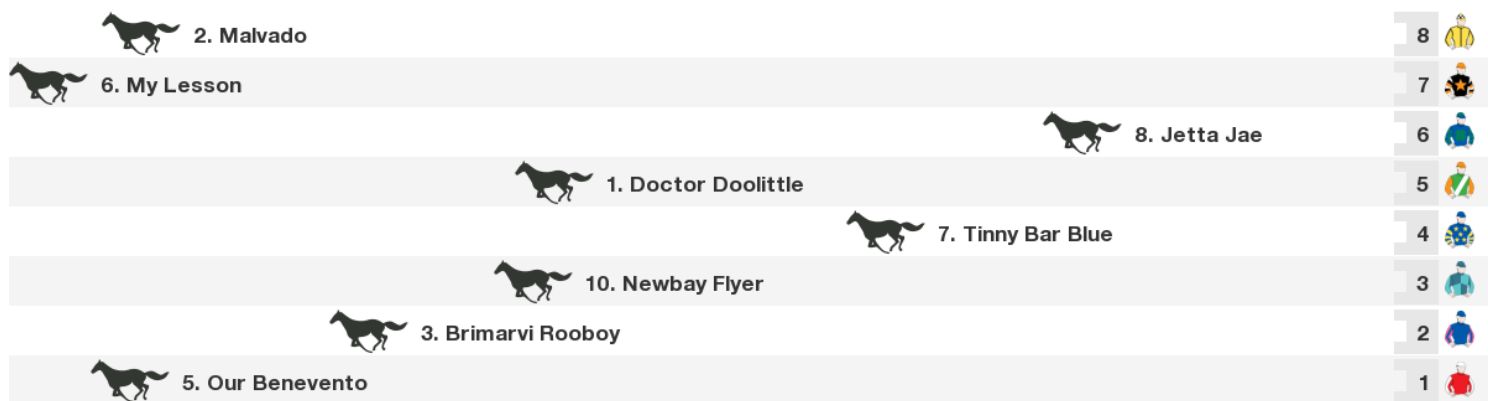 2. Malvado 8
6. My Lesson 7
8. Jetta Jae 6
1. Doctor Doolittle 5
7. Tinny Bar Blue 4
10. Newbay Flyer 3
3. Brimarvi Rooboy 2
5. Our Benevento 1